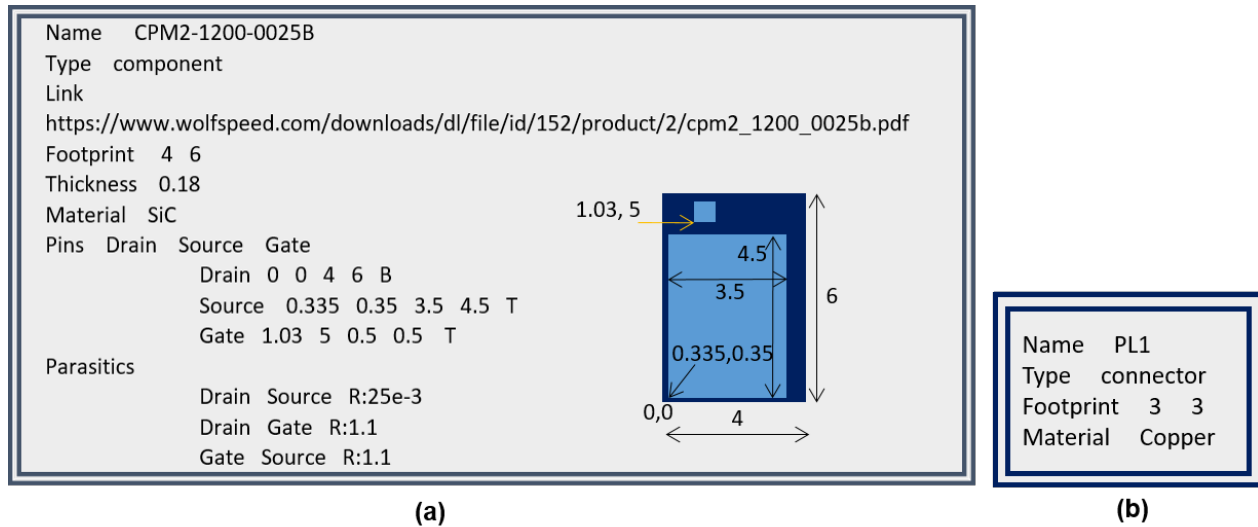 Name CPM2-1200-0025B
Type component
Link
https://www.wolfspeed.com/downloads/dl/file/id/152/product/2/cpm2_1200_0025b.pdf
Footprint 4 6
Thickness 0.18
Material SiC
Pins Drain Source Gate
Drain 0 0 4 6 B
Source 0.335 0.35 3.5 4.5 T
Gate 1.03 5 0.5 0.5 T
Parasitics
Drain Source R:25e-3
Drain Gate R:1.1
Gate Source R:1.1
1.03, 5
4.5
3.5
6
0.335,0.35
0,0
4
(a)
Name PL1
Type connector
Footprint 3 3
Material Copper
(b)